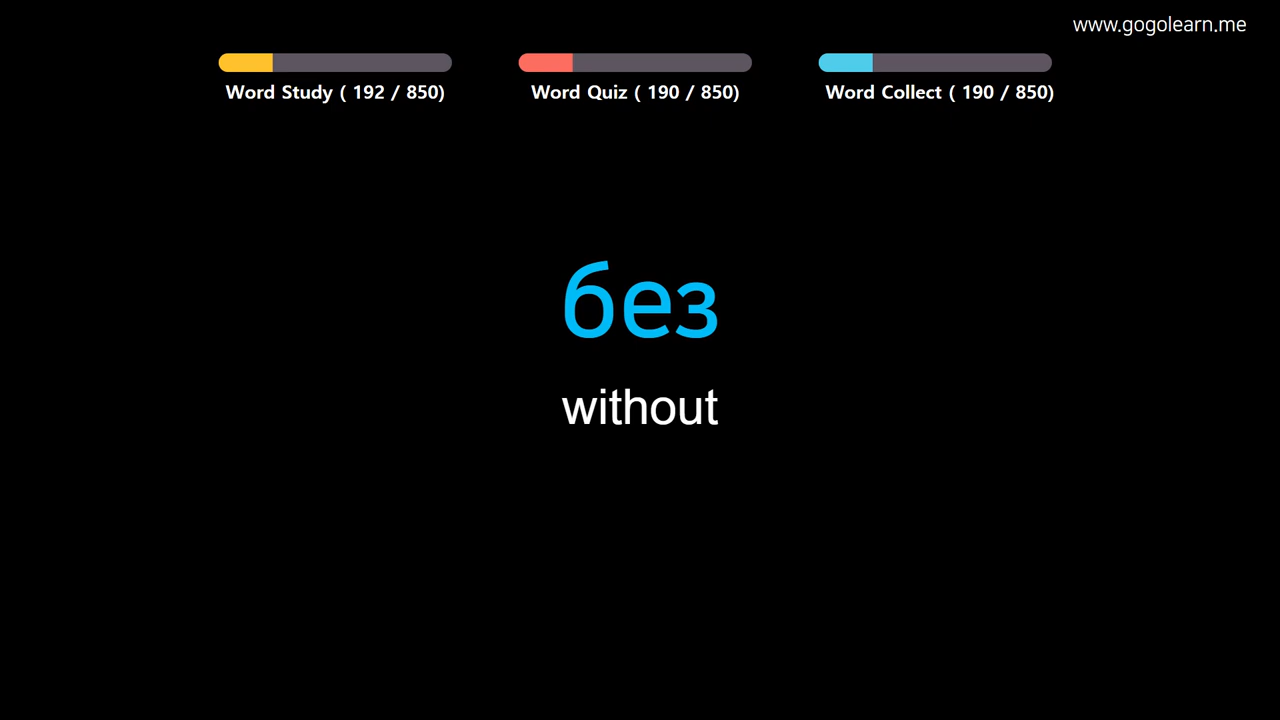 www.gogolearn.me
Word Study ( 192 / 850)
Word Quiz ( 190 / 850)
Word Collect ( 190 / 850)
без
without